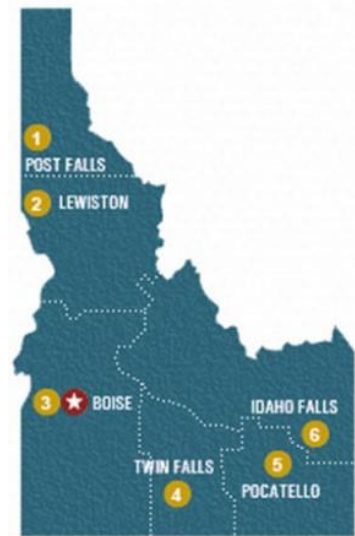 1
POST FALLS
2 LEWISTON
3 BOISE
IDAHO FALLS
6
TWIN FALLS
5
4
POCATELLO